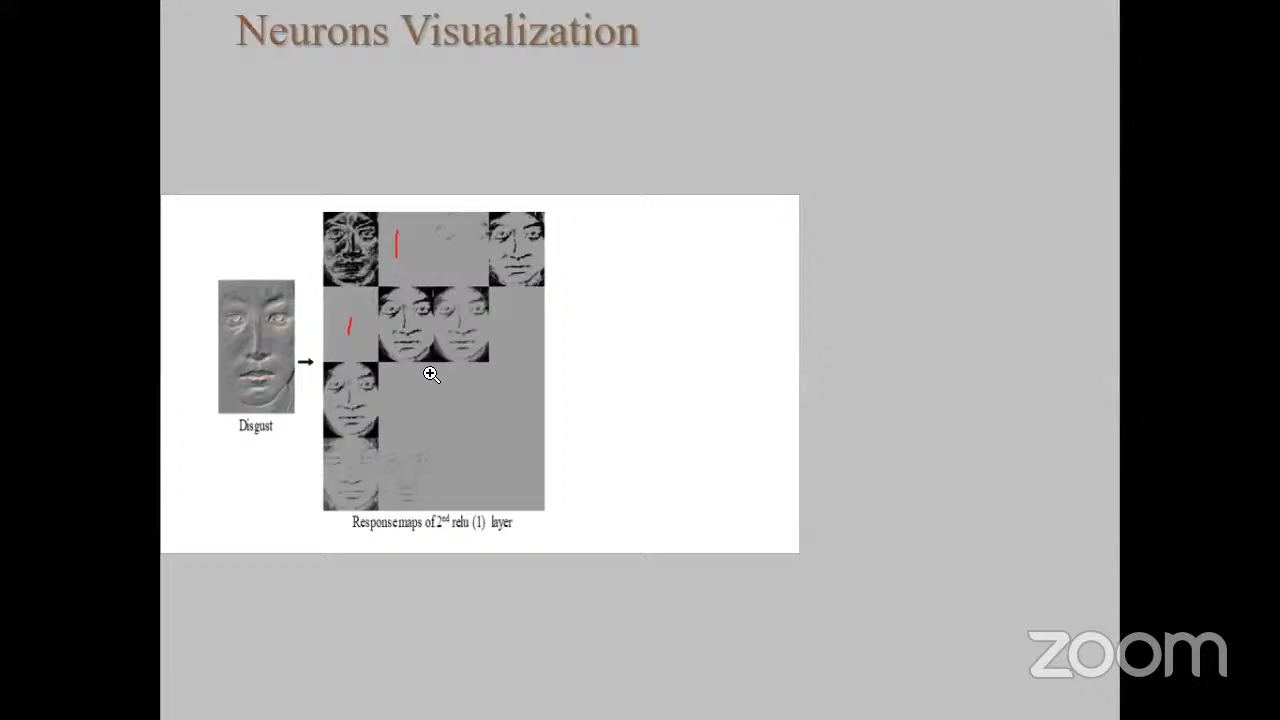 Neurons Visualization
Disgust
Response maps of 2nd relu (1) layer
zoom